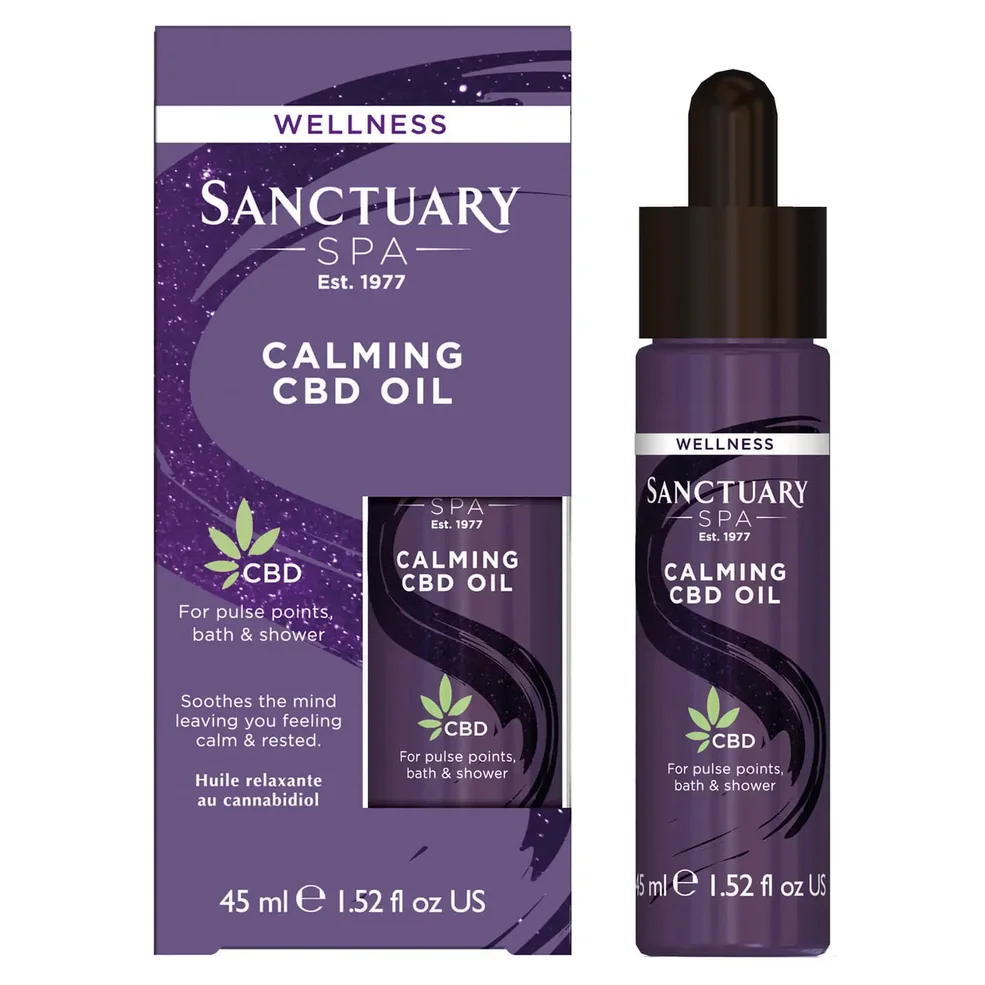 WELLNESS
SANCTUARY
SPA
Est. 1977
CALMING
CBD OIL
CBD
For pulse points,
bath & shower
Soothes the mind
leaving you feeling
calm & rested.
Huile relaxante
au cannabidiol
45 ml ℮ 1.52 fl oz US
SPA
Est. 1977
CALMING
CBD OIL
CBD
For pulse points,
bath & shower
WELLNESS
SANCTUARY
SPA
Est. 1977
CALMING
CBD OIL
CBD
For pulse points,
bath & shower
45 ml ℮ 1.52 fl oz US